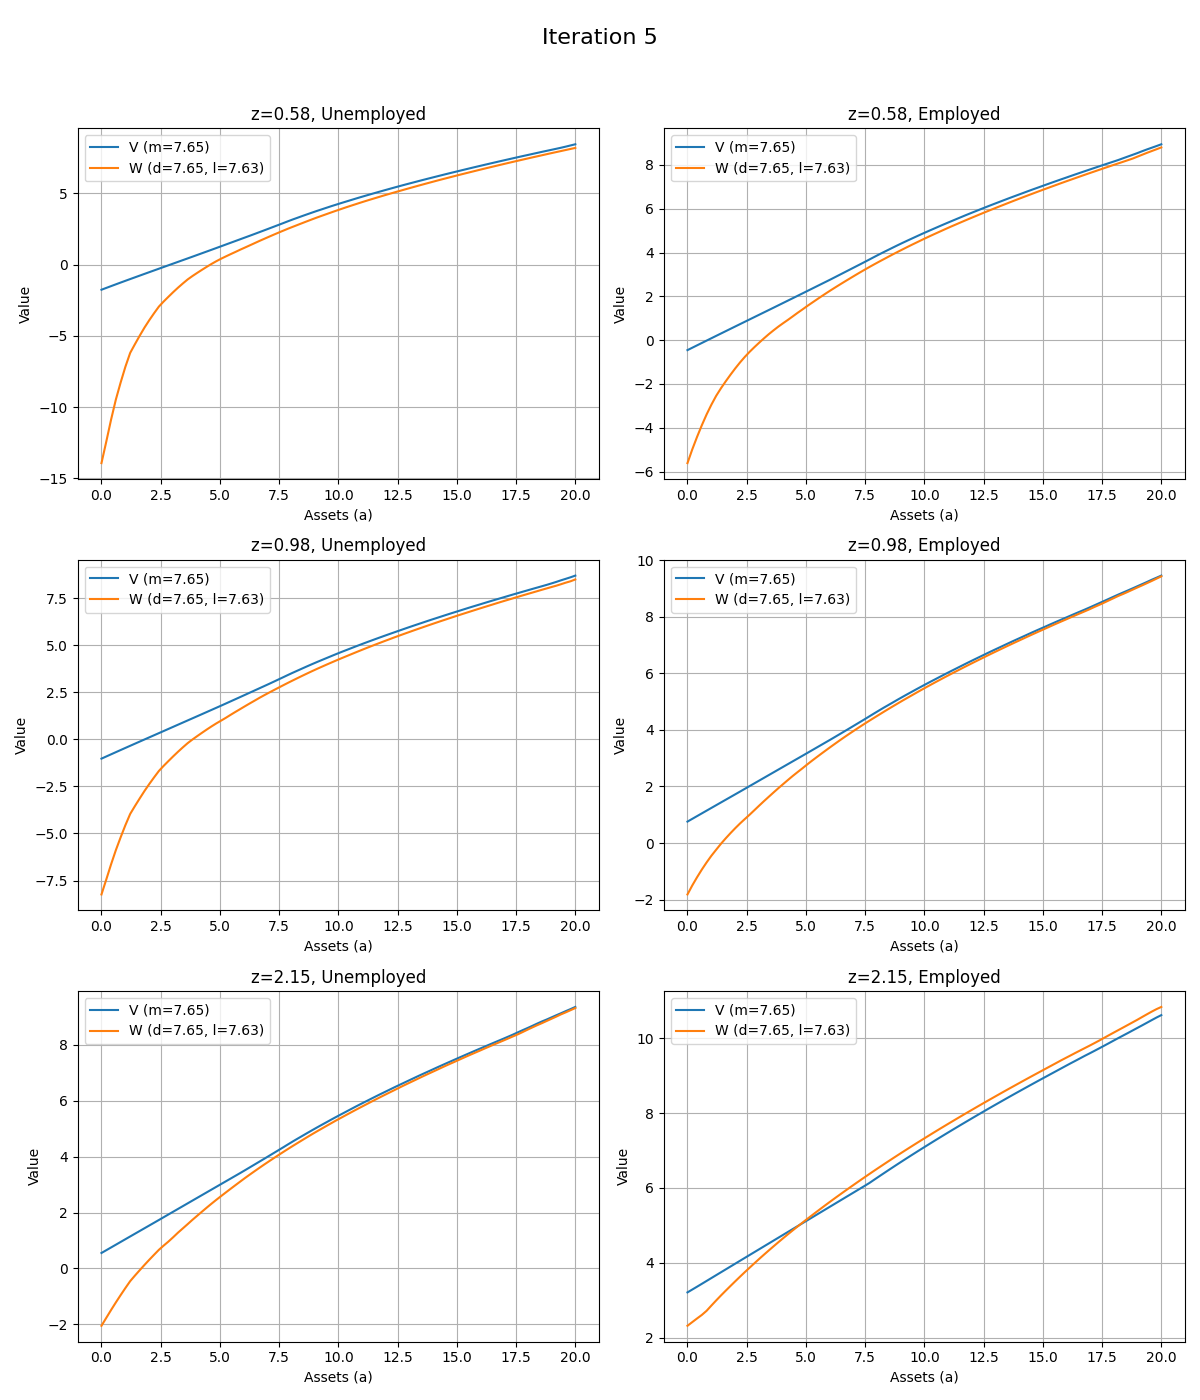 Iteration 5
z=0.58, Unemployed
V (m=7.65)
W (d=7.65, l=7.63)
Value
5
0
−5
−10
−15
0.0 2.5 5.0 7.5 10.0 12.5 15.0 17.5 20.0
Assets (a)
z=0.58, Employed
V (m=7.65)
W (d=7.65, l=7.63)
Value
8
6
4
2
0
−2
−4
−6
0.0 2.5 5.0 7.5 10.0 12.5 15.0 17.5 20.0
Assets (a)
z=0.98, Unemployed
V (m=7.65)
W (d=7.65, l=7.63)
Value
7.5
5.0
2.5
0.0
−2.5
−5.0
−7.5
0.0 2.5 5.0 7.5 10.0 12.5 15.0 17.5 20.0
Assets (a)
z=0.98, Employed
V (m=7.65)
W (d=7.65, l=7.63)
Value
10
8
6
4
2
0
−2
0.0 2.5 5.0 7.5 10.0 12.5 15.0 17.5 20.0
Assets (a)
z=2.15, Unemployed
V (m=7.65)
W (d=7.65, l=7.63)
Value
8
6
4
2
0
−2
0.0 2.5 5.0 7.5 10.0 12.5 15.0 17.5 20.0
Assets (a)
z=2.15, Employed
V (m=7.65)
W (d=7.65, l=7.63)
Value
10
8
6
4
2
0.0 2.5 5.0 7.5 10.0 12.5 15.0 17.5 20.0
Assets (a)